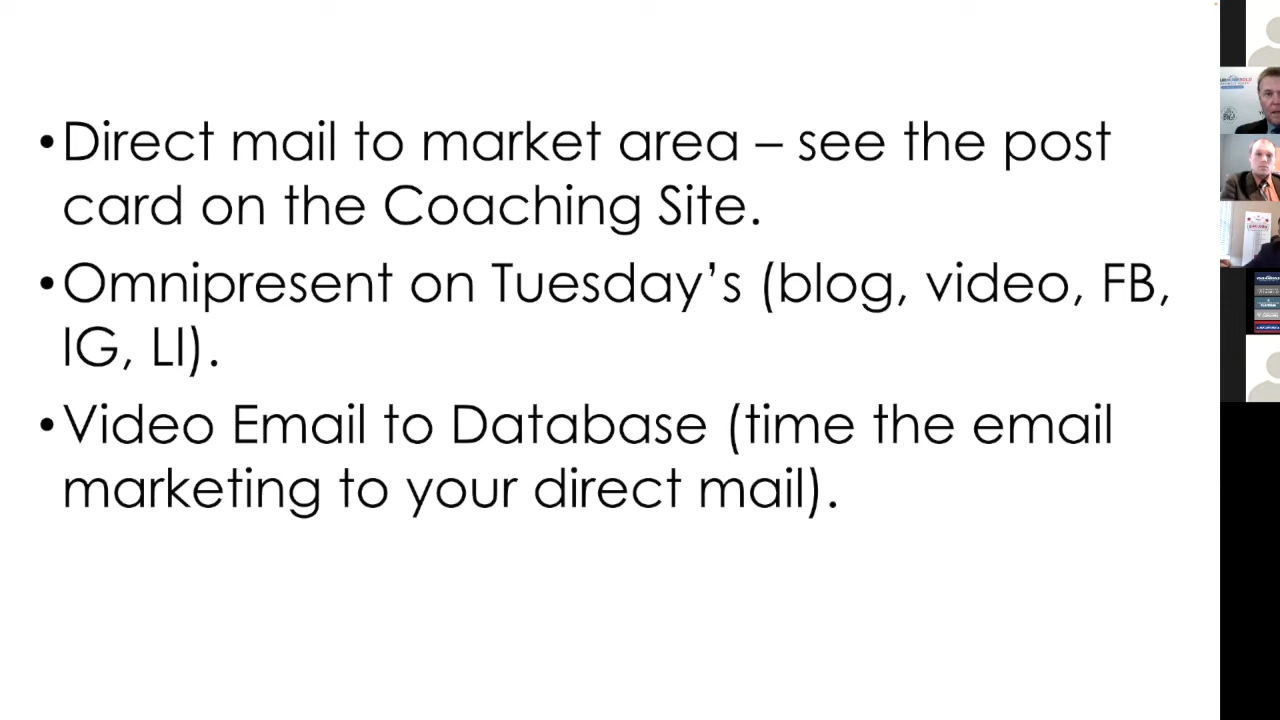 •Direct mail to market area – see the post
card on the Coaching Site.
•Omnipresent on Tuesday’s (blog, video, FB,
IG, LI).
•Video Email to Database (time the email
marketing to your direct mail).